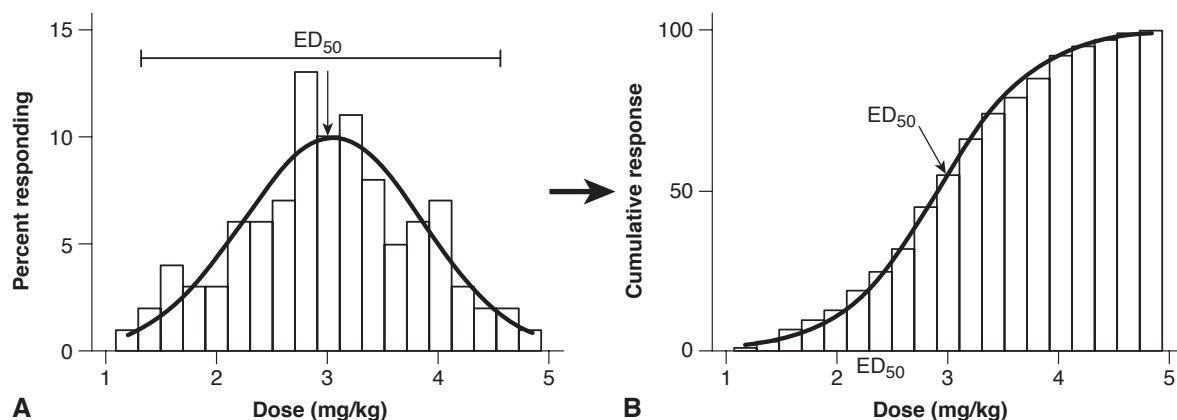 15
10
5
0
Percent responding
ED50
1 2 3 4 5
A Dose (mg/kg)
100
50
0
Cumulative response
ED50
ED50
1 2 3 4 5
B Dose (mg/kg)